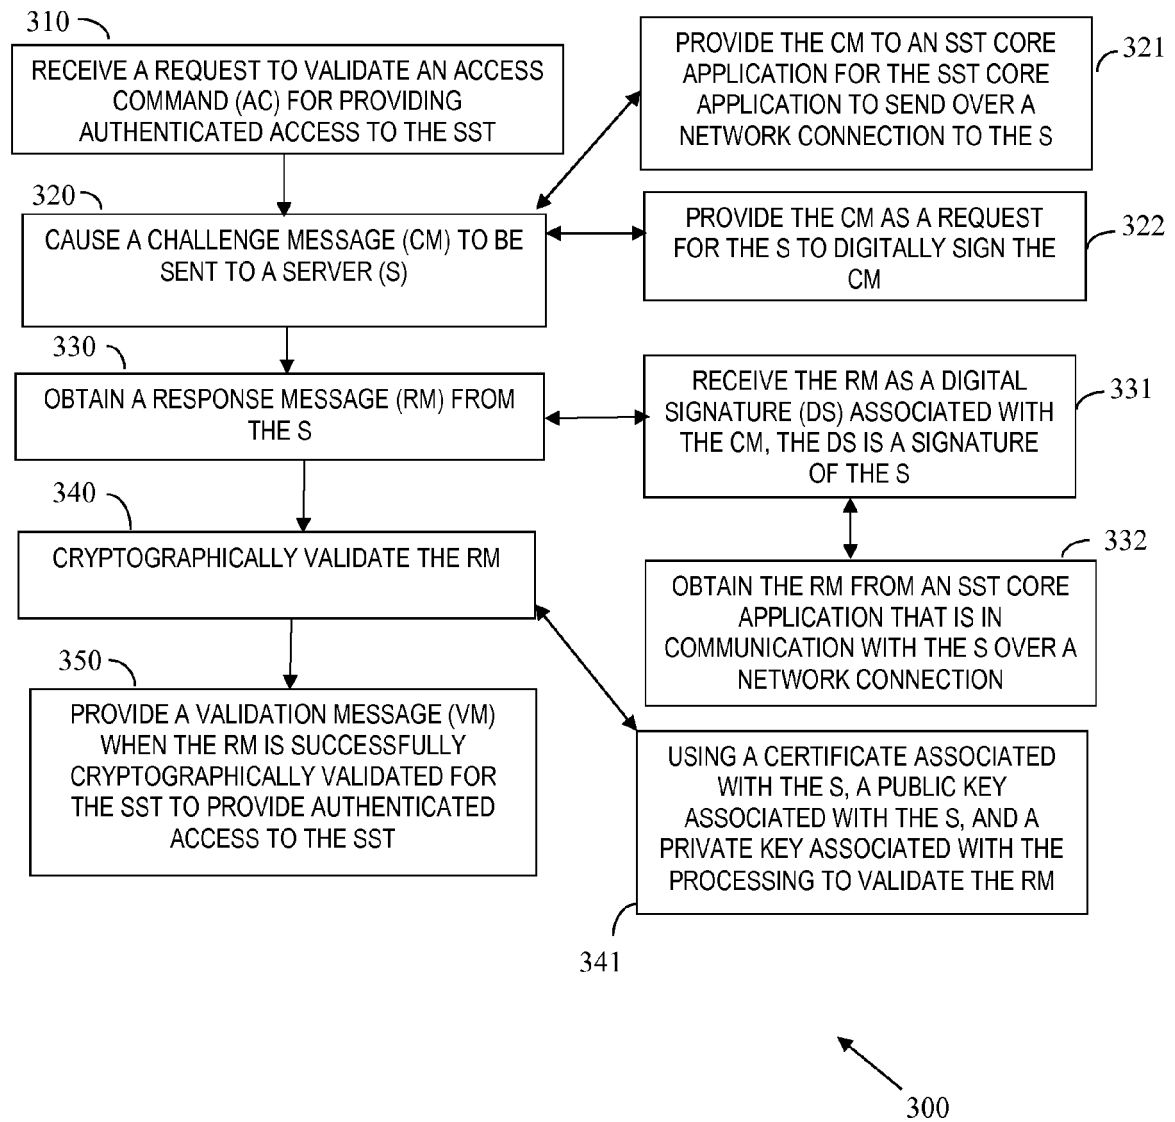 310
RECEIVE A REQUEST TO VALIDATE AN ACCESS
COMMAND (AC) FOR PROVIDING
AUTHENTICATED ACCESS TO THE SST
320
CAUSE A CHALLENGE MESSAGE (CM) TO BE
SENT TO A SERVER (S)
321
PROVIDE THE CM TO AN SST CORE
APPLICATION FOR THE SST CORE
APPLICATION TO SEND OVER A
NETWORK CONNECTION TO THE S
322
PROVIDE THE CM AS A REQUEST
FOR THE S TO DIGITALLY SIGN THE
CM
330
OBTAIN A RESPONSE MESSAGE (RM) FROM
THE S
331
RECEIVE THE RM AS A DIGITAL
SIGNATURE (DS) ASSOCIATED WITH
THE CM, THE DS IS A SIGNATURE
OF THE S
332
OBTAIN THE RM FROM AN SST CORE
APPLICATION THAT IS IN
COMMUNICATION WITH THE S OVER A
NETWORK CONNECTION
340
CRYPTOGRAPHICALLY VALIDATE THE RM
341
USING A CERTIFICATE ASSOCIATED
WITH THE S, A PUBLIC KEY
ASSOCIATED WITH THE S, AND A
PRIVATE KEY ASSOCIATED WITH THE
PROCESSING TO VALIDATE THE RM
350
PROVIDE A VALIDATION MESSAGE (VM)
WHEN THE RM IS SUCCESSFULLY
CRYPTOGRAPHICALLY VALIDATED FOR
THE SST TO PROVIDE AUTHENTICATED
ACCESS TO THE SST
300